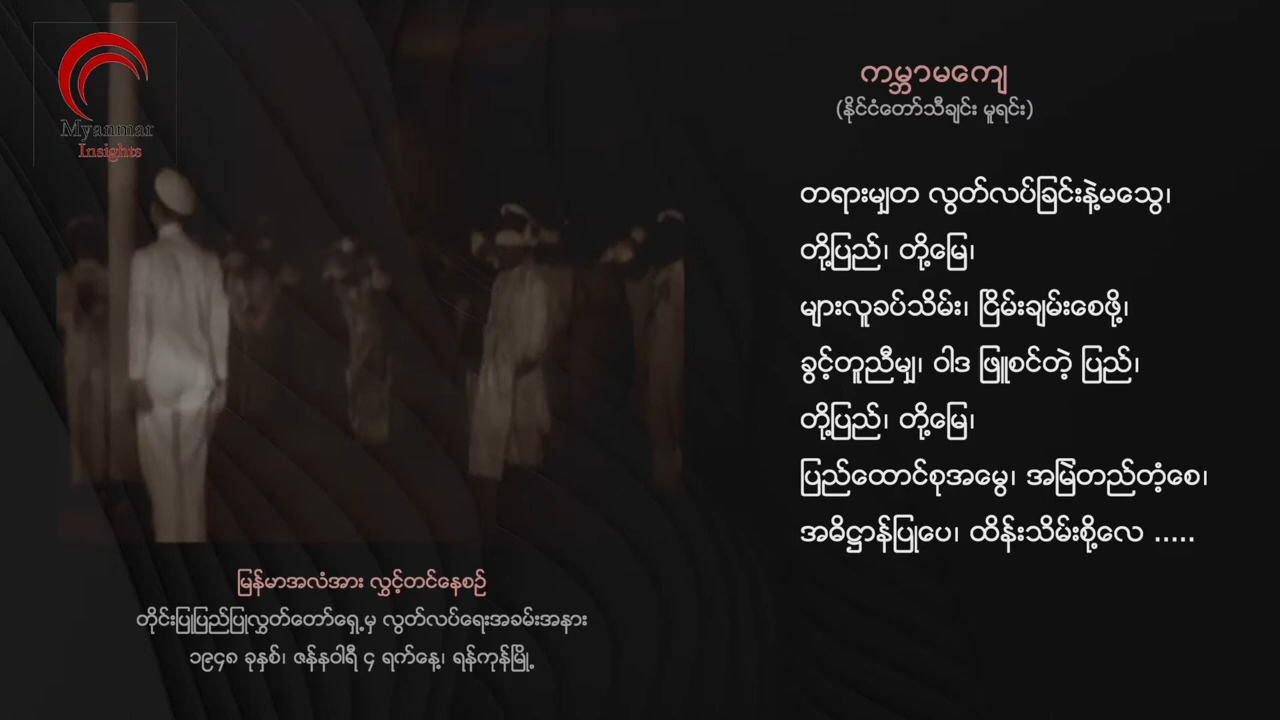 Myanmar
Insights
ကမ္ဘာမကျေ
(နိုင်ငံတော်သီချင်း မူရင်း)
တရားမျှတ လွတ်လပ်ခြင်းနဲ့မသွေ၊
တို့ပြည်၊ တို့မြေ၊
များလူခပ်သိမ်း၊ ငြိမ်းချမ်းစေဖို့၊
ခွင့်တူညီမျှ၊ ဝါဒ ဖြူစင်တဲ့ ပြည်၊
တို့ပြည်၊ တို့မြေ၊
ပြည်ထောင်စုအမွေ၊ အမြဲတည်တံ့စေ၊
အဓိဋ္ဌာန်ပြုပေ၊ ထိန်းသိမ်းစို့လေ .....
မြန်မာအလံအား လွှင့်တင်နေစဉ်
တိုင်းပြုပြည်ပြုလွှတ်တော်ရှေ့မှ လွတ်လပ်ရေးအခမ်းအနား
၁၉၄၈ ခုနှစ်၊ ဇန်နဝါရီ ၄ ရက်နေ့၊ ရန်ကုန်မြို့